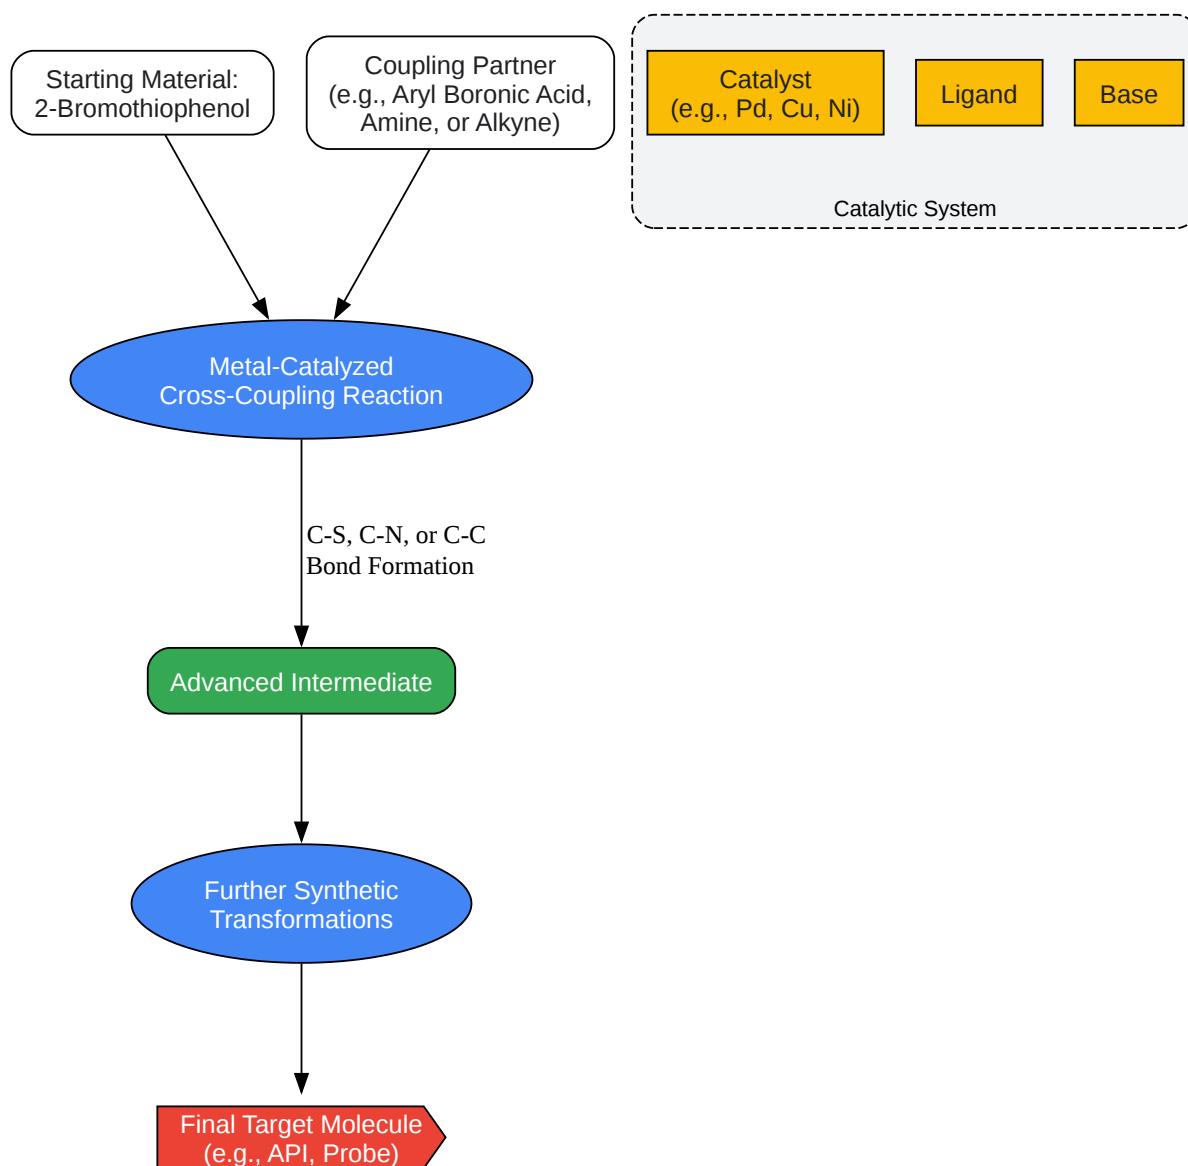 Starting Material:
2-Bromothiophenol
Coupling Partner
(e.g., Aryl Boronic Acid,
Amine, or Alkyne)
Catalyst
(e.g., Pd, Cu, Ni)
Ligand
Base
Catalytic System
Metal-Catalyzed
Cross-Coupling Reaction
C-S, C-N, or C-C
Bond Formation
Advanced Intermediate
Further Synthetic
Transformations
Final Target Molecule
(e.g., API, Probe)